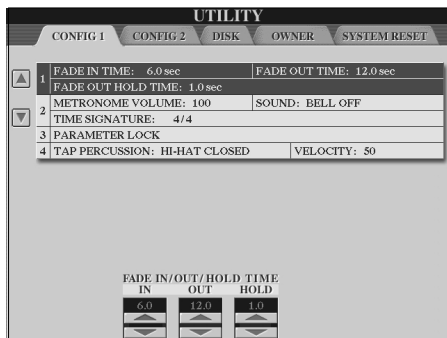 UTILITY
CONFIG 1 CONFIG 2 DISK OWNER SYSTEM RESET
1 FADE IN TIME: 6.0 sec FADE OUT TIME: 12.0 sec
FADE OUT HOLD TIME: 1.0 sec
2 METRONOME VOLUME: 100 SOUND: BELL OFF
TIME SIGNATURE: 4/4
3 PARAMETER LOCK
4 TAP PERCUSSION: HI-HAT CLOSED VELOCITY: 50
FADE IN/OUT/HOLD TIME
IN OUT HOLD
6.0 12.0 1.0